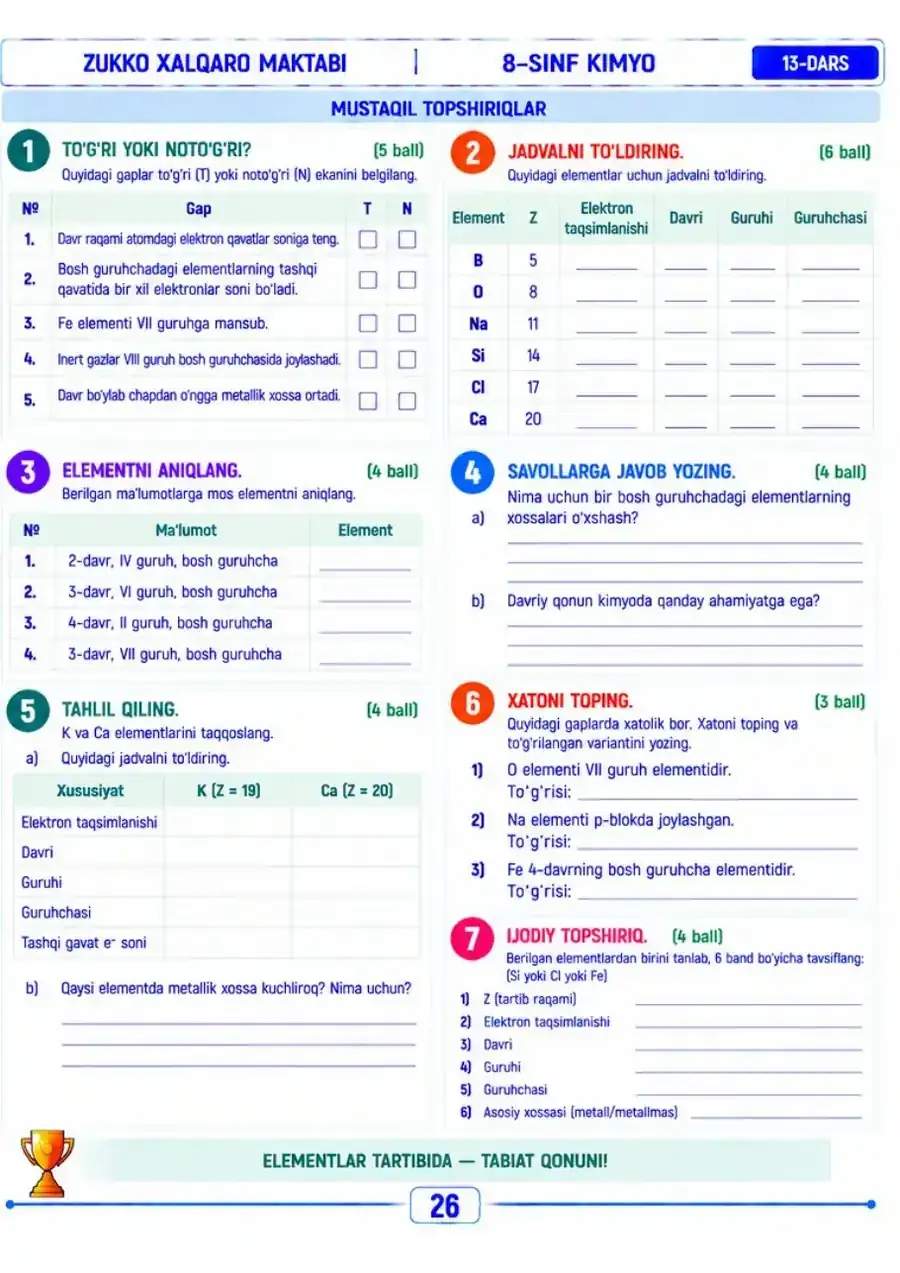 ZUKKO XALQARO MAKTABI | 8-SINF KIMYO 13-DARS
MUSTAQIL TOPSHIRIQLAR
1 TO'G'RI YOKI NOTO'G'RI? (5 ball)
Quyidagi gaplar to'g'ri (T) yoki noto'g'ri (N) ekanini belgilang.
№ Gap T N
1. Davr raqami atomdagi elektron qavatlar soniga teng.
2. Bosh guruhchadagi elementlarning tashqi
qavatida bir xil elektronlar soni bo'ladi.
3. Fe elementi VII guruhga mansub.
4. Inert gazlar VIII guruh bosh guruhchasida joylashadi.
5. Davr bo'ylab chapdan o'ngga metallik xossa ortadi.
2 JADVALNI TO'LDIRING. (6 ball)
Quyidagi elementlar uchun jadvalni to'ldiring.
Element Z Elektron taqsimlanishi Davri Guruhi Guruhchasi
B 5
O 8
Na 11
Si 14
Cl 17
Ca 20
3 ELEMENTNI ANIQLANG. (4 ball)
Berilgan ma'lumotlarga mos elementni aniqlang.
№ Ma'lumot Element
1. 2-davr, IV guruh, bosh guruhcha
2. 3-davr, VI guruh, bosh guruhcha
3. 4-davr, II guruh, bosh guruhcha
4. 3-davr, VII guruh, bosh guruhcha
4 SAVOLLARGA JAVOB YOZING. (4 ball)
Nima uchun bir bosh guruhchadagi elementlarning
a) xossalari o'xshash?
b) Davriy qonun kimyoda qanday ahamiyatga ega?
5 TAHLIL QILING. (4 ball)
K va Ca elementlarini taqqoslang.
a) Quyidagi jadvalni to'ldiring.
Xususiyat K (Z = 19) Ca (Z = 20)
Elektron taqsimlanishi
Davri
Guruhi
Guruhchasi
Tashqi gavat e⁻ soni
b) Qaysi elementda metallik xossa kuchliroq? Nima uchun?
6 XATONI TOPING. (3 ball)
Quyidagi gaplarda xatolik bor. Xatoni toping va
to'g'rilangan variantini yozing.
1) O elementi VII guruh elementidir.
To'g'risi:
2) Na elementi p-blokda joylashgan.
To'g'risi:
3) Fe 4-davrning bosh guruhcha elementidir.
To'g'risi:
7 IJODIY TOPSHIRIQ. (4 ball)
Berilgan elementlardan birini tanlab, 6 band bo'yicha tavsiflang:
(Si yoki Cl yoki Fe)
1) Z (tartib raqami)
2) Elektron taqsimlanishi
3) Davri
4) Guruhi
5) Guruhchasi
6) Asosiy xossasi (metall/metallmas)
ELEMENTLAR TARTIBIDA — TABIAT QONUNI!
26